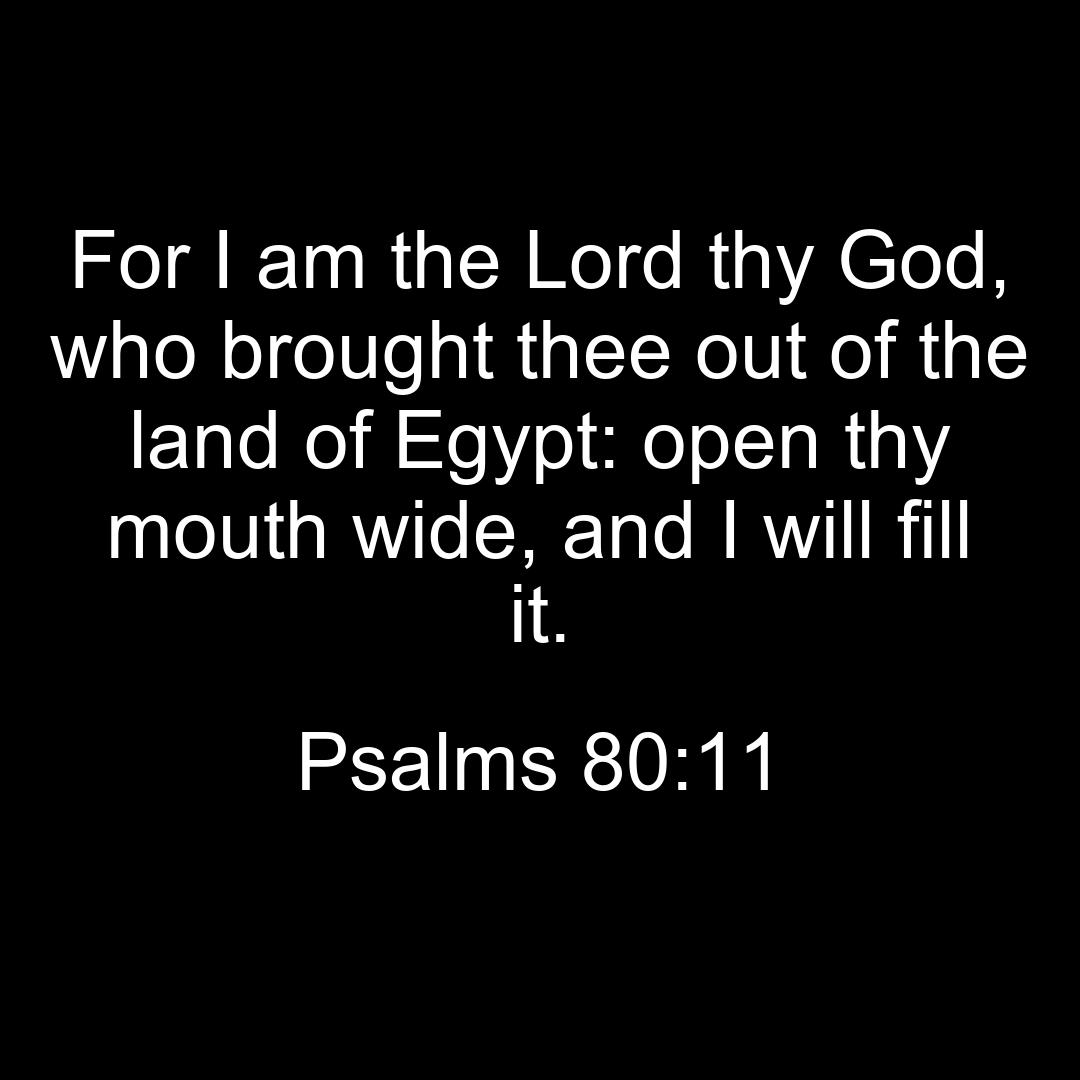 For I am the Lord thy God,
who brought thee out of the
land of Egypt: open thy
mouth wide, and I will fill
it.
Psalms 80:11